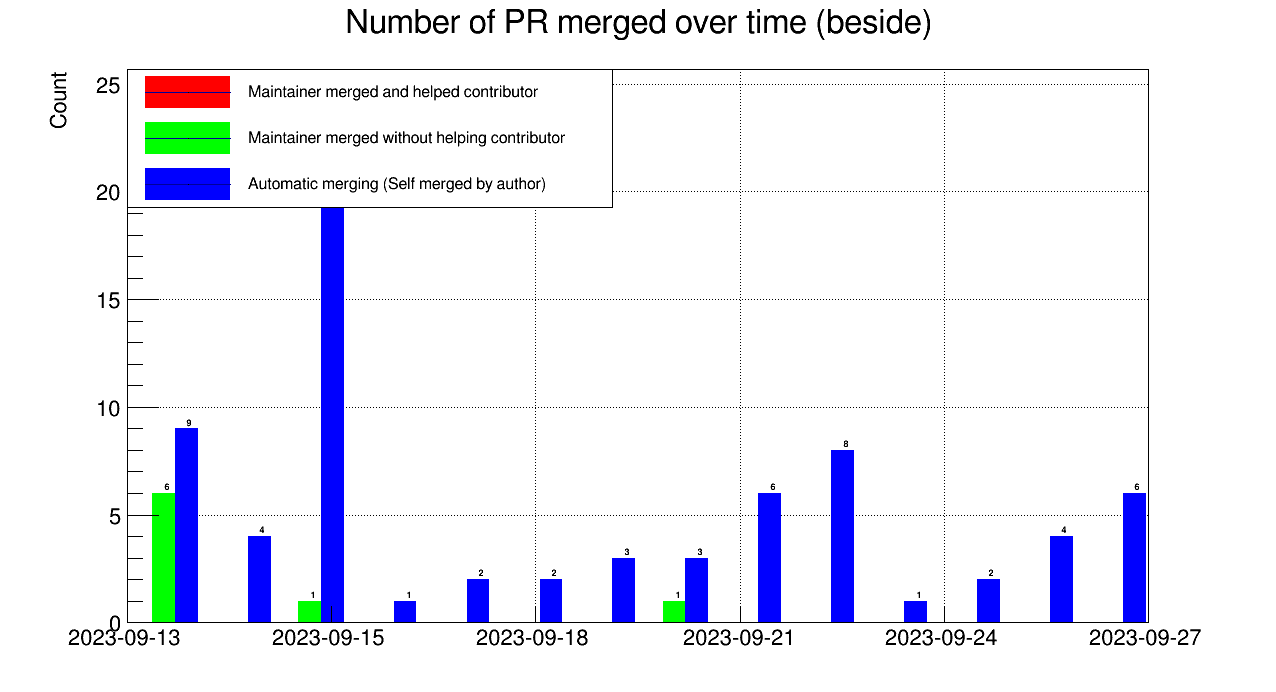 Number of PR merged over time (beside)
Count
25
20
15
10
5
0
Maintainer merged and helped contributor
Maintainer merged without helping contributor
Automatic merging (Self merged by author)
6 9 4 1 1 2 2 3 1 3 6 8 1 2 4 6
2023-09-13 2023-09-15 2023-09-18 2023-09-21 2023-09-24 2023-09-27